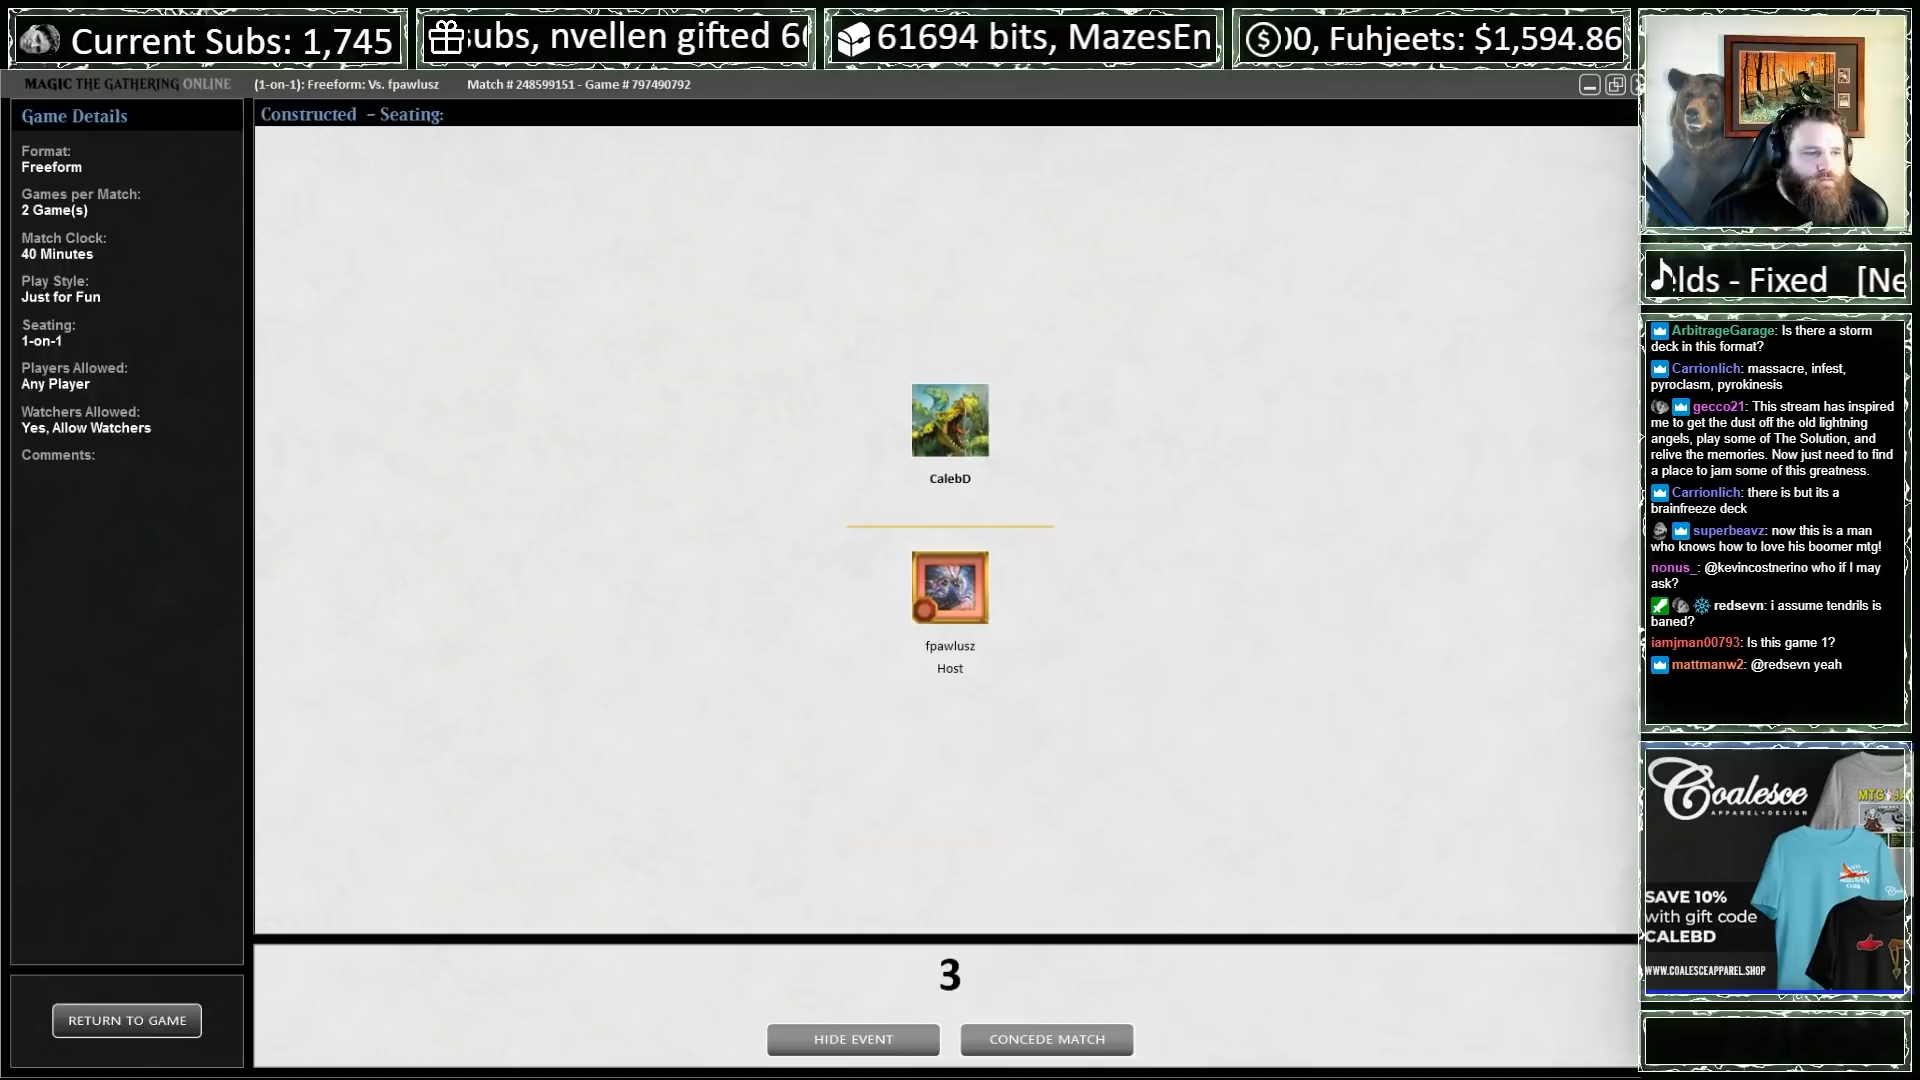 Current Subs: 1,745
ubs, nvellen gifted 6
61694 bits, MazesEn
00, Fuhjeets: $1,594.86
MAGIC THE GATHERING ONLINE
(1-on-1): Freeform: Vs. fpawlusz
Match # 248599151 - Game # 797490792
Game Details
Constructed - Seating:
Format:
Freeform
Games per Match:
2 Game(s)
Match Clock:
40 Minutes
Play Style:
Just for Fun
Seating:
1-on-1
Players Allowed:
Any Player
Watchers Allowed:
Yes, Allow Watchers
Comments:
CalebD
fpawlusz
Host
3
RETURN TO GAME
HIDE EVENT
CONCEDE MATCH
lds - Fixed [Ne
ArbitrageGarage: Is there a storm
deck in this format?
Carrionlich: massacre, infest,
pyroclasm, pyrokinesis
gecco21: This stream has inspired
me to get the dust off the old lightning
angels, play some of The Solution, and
relive the memories. Now just need to find
a place to jam some of this greatness.
Carrionlich: there is but its a
brainfreeze deck
superbeavz: now this is a man
who knows how to love his boomer mtg!
nonus_: @kevincostnerino who if I may
ask?
redsevn: i assume tendrils is
baned?
iamjman00793: Is this game 1?
mattmanw2: @redsevn yeah
Coalesce
APPAREL+DESIGN
SAVE 10%
with gift code
CALEBD
WWW.COALESCEAPPAREL.SHOP